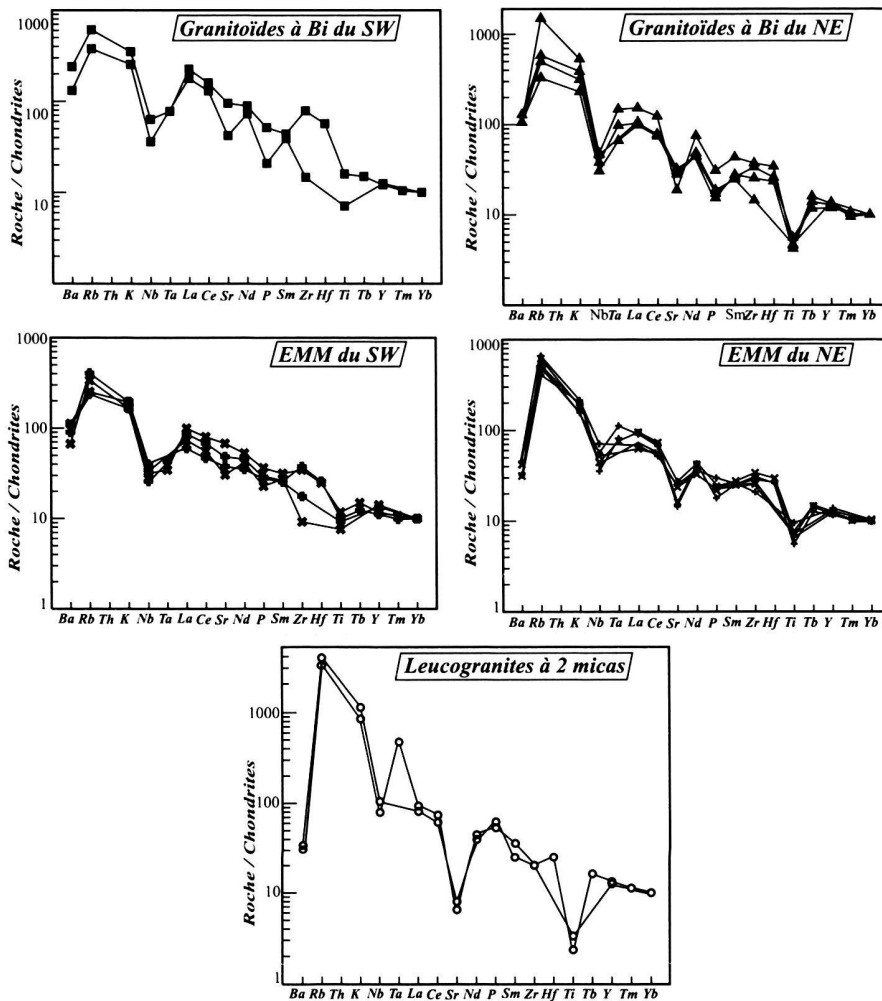 Granitoïdes à Bi du SW
1000
100
10
Roche / Chondrites
Ba Rb Th K Nb Ta La Ce Sr Nd P Sm Zr Hf Ti Tb Y Tm Yb
Granitoïdes à Bi du NE
1000
100
10
Roche / Chondrites
Ba Rb Th K Nb Ta La Ce Sr Nd P Sm Zr Hf Ti Tb Y Tm Yb
EMM du SW
1000
100
10
1
Roche / Chondrites
Ba Rb Th K Nb Ta La Ce Sr Nd P Sm Zr Hf Ti Tb Y Tm Yb
EMM du NE
1000
100
10
1
Roche / Chondrites
Ba Rb Th K Nb Ta La Ce Sr Nd P Sm Zr Hf Ti Tb Y Tm Yb
Leucogranites à 2 micas
1000
100
10
1
Roche / Chondrites
Ba Rb Th K Nb Ta La Ce Sr Nd P Sm Zr Hf Ti Tb Y Tm Yb